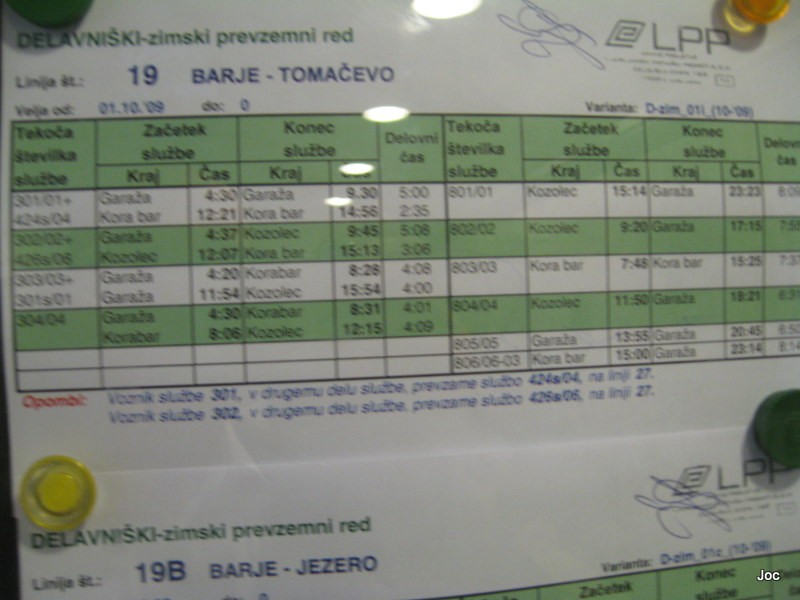 DELAVNIŠKI-zimski prevzemni red
LPP
Linija št.: 19 BARJE - TOMAČEVO
Velja od: 01.10.'09 do: 0 Varianta: D-zim_01i_(10-'09)
Tekoča Začetek Konec Delovni Tekoča Začetek Konec Delovni
številka službe službe čas številka službe službe čas
službe Kraj Čas Kraj Čas službe Kraj Čas Kraj Čas
301/01+ Garaža 4:30 Garaža 9.30 5:00 801/01 Kozolec 15:14 Garaža 23:23
424s/04 Kora bar 12:21 Kora bar 14:56 2:35
302/02+ Garaža 4:37 Kozolec 9:45 5:08 802/02 Kozolec 9:20 Garaža 17:15
426s/06 Kozolec 12:07 Kora bar 15:13 3:06
303/03+ Garaža 4:20 Korabar 8:28 4:08 803/03 Kora bar 7:48 Kora bar 15:25
301s/01 Garaža 11:54 Kozolec 15:54 4:00
304/04 Garaža 4:30 Korabar 8:31 4:01 804/04 Kozolec 11:50 Garaža 18:21
Korabar 8:06 Kozolec 12:15 4:09
805/05 Garaža 13:55 Garaža 20:45
806/06-03 Kora bar 15:00 Garaža 23:14
Opombi: Voznik službe 301, v drugemu delu službe, prevzame službo 424s/04, na liniji 27.
Voznik službe 302, v drugemu delu službe, prevzame službo 426s/06, na liniji 27.
LPP
DELAVNIŠKI-zimski prevzemni red
Linija št.: 19B BARJE - JEZERO
Varianta: D-zim_01c_(10-'09)
0
Začetek Konec
službe
Joc